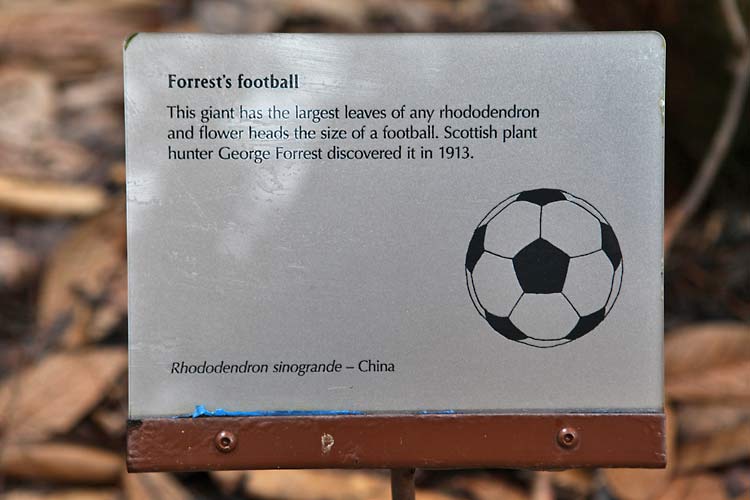 Forrest's football
This giant has the largest leaves of any rhododendron
and flower heads the size of a football. Scottish plant
hunter George Forrest discovered it in 1913.
Rhododendron sinogrande – China